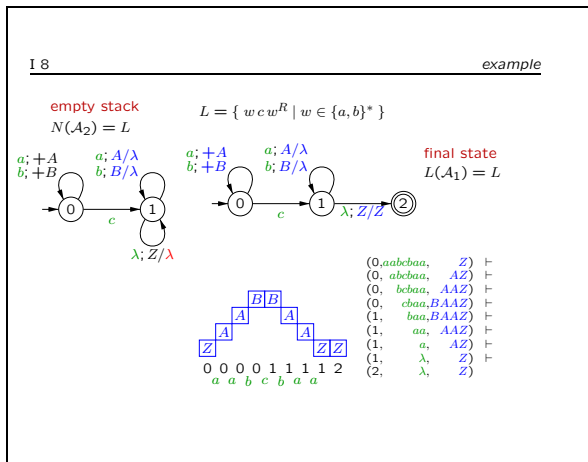 I 8 example
empty stack
N(A₂) = L
L = { w c wᴿ | w ∈ {a, b}* }
final state
L(A₁) = L
a; +A
b; +B
a; A/λ
b; B/λ
0
c
1
λ; Z/λ
a; +A
b; +B
a; A/λ
b; B/λ
0
c
1
λ; Z/Z
2
B B
A A
A A
Z Z Z
0 0 0 0 1 1 1 1 2
a a b c b a a
(0, aabcbaa, Z) ⊢
(0, abcbaa, AZ) ⊢
(0, bcbaa, AAZ) ⊢
(0, cbaa, BAAZ) ⊢
(1, baa, BAAZ) ⊢
(1, aa, AAZ) ⊢
(1, a, AZ) ⊢
(1, λ, Z) ⊢
(2, λ, Z)